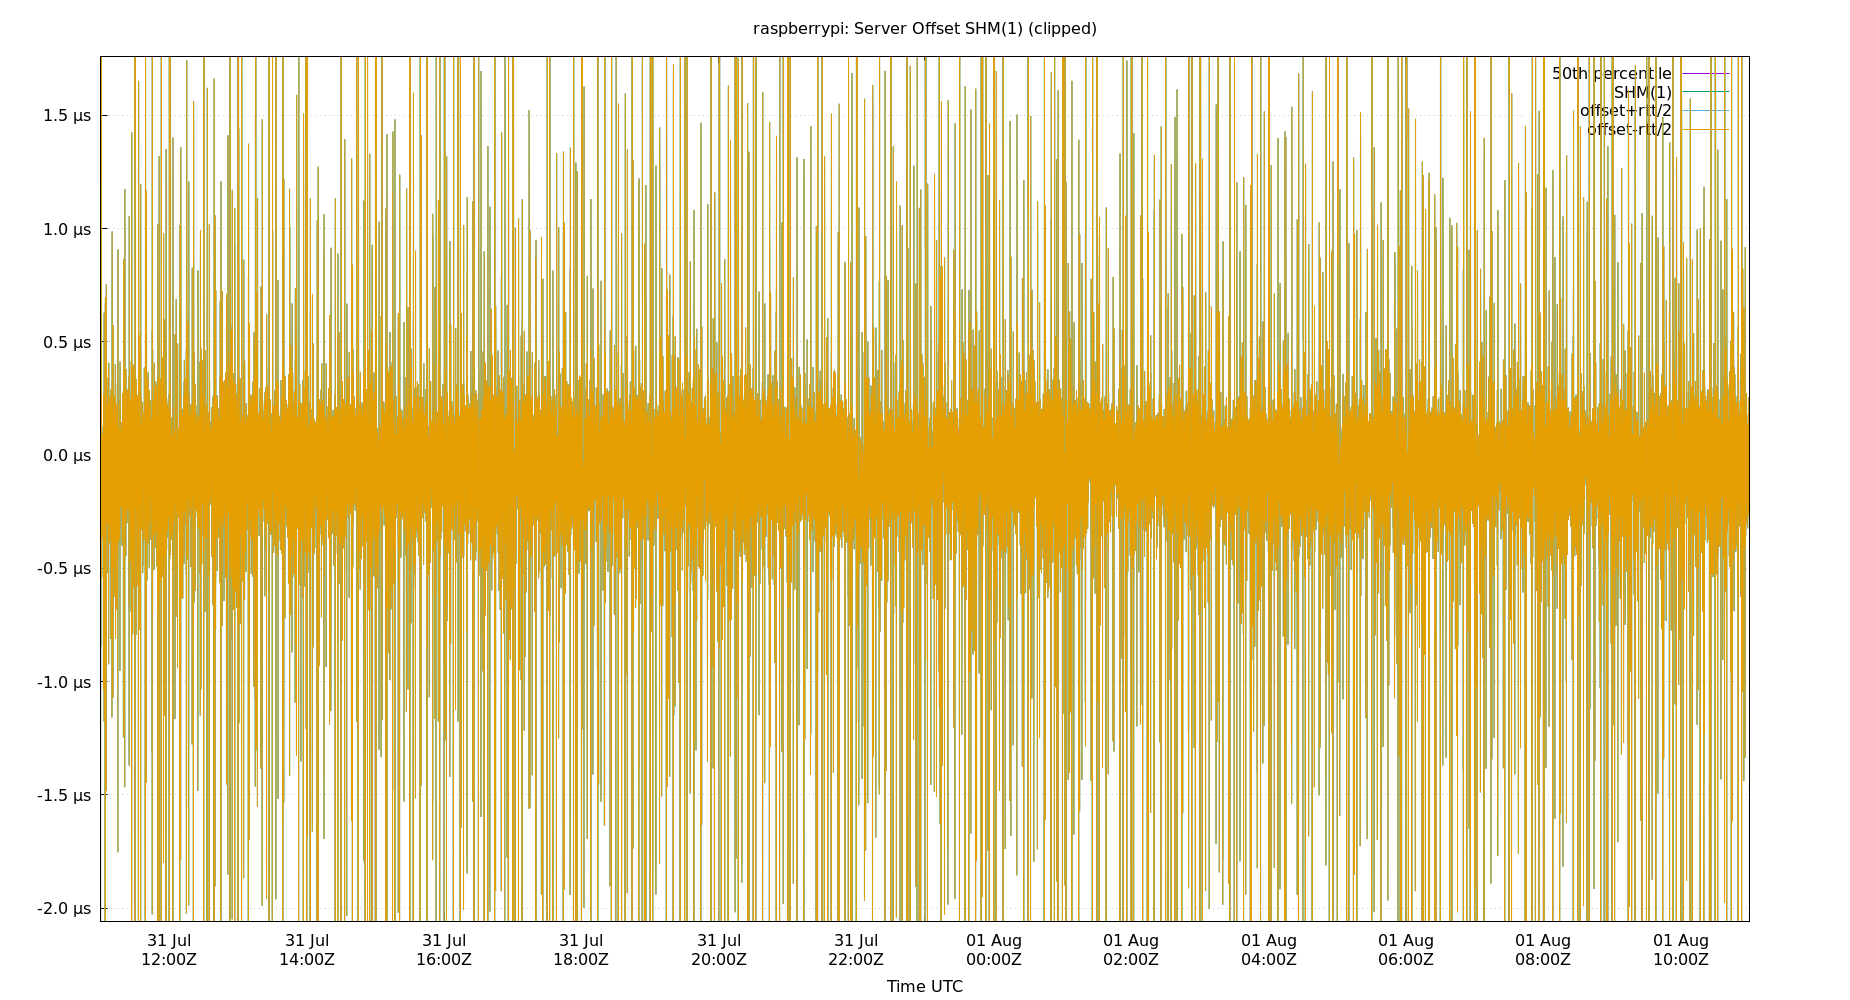 raspberrypi: Server Offset SHM(1) (clipped)
50th percentile
SHM(1)
offset+rtt/2
offset-rtt/2
1.5 µs
1.0 µs
0.5 µs
0.0 µs
-0.5 µs
-1.0 µs
-1.5 µs
-2.0 µs
31 Jul 31 Jul 31 Jul 31 Jul 31 Jul 31 Jul 01 Aug 01 Aug 01 Aug 01 Aug 01 Aug 01 Aug
12:00Z 14:00Z 16:00Z 18:00Z 20:00Z 22:00Z 00:00Z 02:00Z 04:00Z 06:00Z 08:00Z 10:00Z
Time UTC